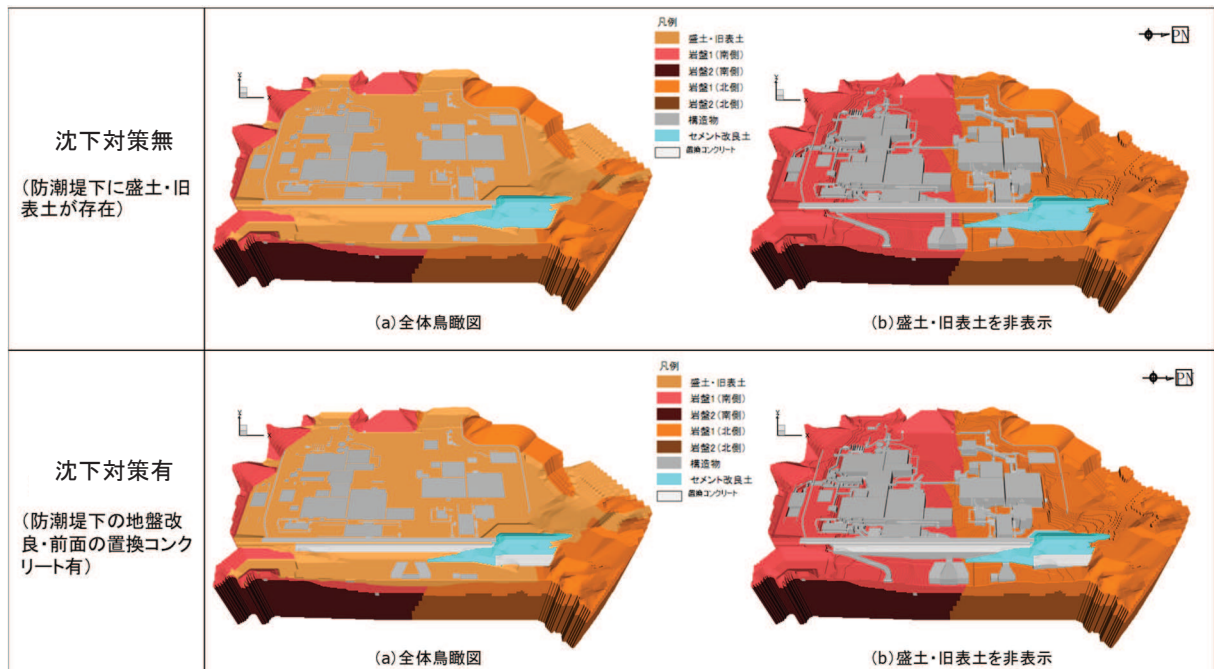 沈下対策無
(防潮堤下に盛土・旧
表土が存在)
凡例
盛土・旧表土
岩盤1(南側)
岩盤2(南側)
岩盤1(北側)
岩盤2(北側)
構造物
セメント改良土
置換コンクリート
PN
Y
X
(a)全体鳥瞰図
(b)盛土・旧表土を非表示
沈下対策有
(防潮堤下の地盤改
良・前面の置換コンク
リート有)
凡例
盛土・旧表土
岩盤1(南側)
岩盤2(南側)
岩盤1(北側)
岩盤2(北側)
構造物
セメント改良土
置換コンクリート
PN
Y
X
(a)全体鳥瞰図
(b)盛土・旧表土を非表示